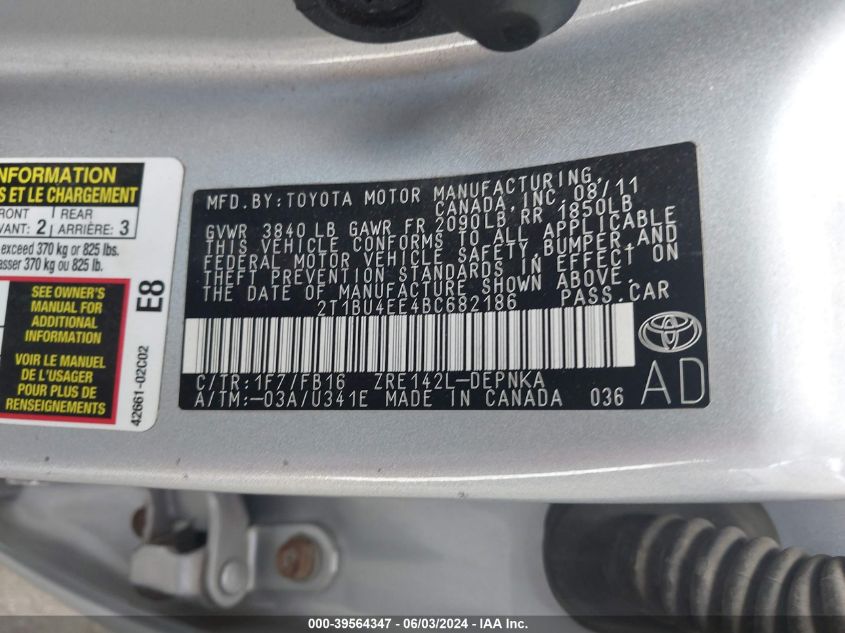 NFORMATION
S ET LE CHARGEMENT
FRONT
VANT: 2
REAR
ARRIÈRE: 3
exceed 370 kg or 825 lbs.
asser 370 kg ou 825 lb.
SEE OWNER'S
MANUAL FOR
ADDITIONAL
INFORMATION
VOIR LE MANUEL
DE L'USAGER
POUR PLUS DE
RENSEIGNEMENTS
E8
42661-02C02
MFD. BY: TOYOTA MOTOR MANUFACTURING,
CANADA, INC. 08/11
GVWR 3840 LB GAWR FR 2090LB RR 1850LB
THIS VEHICLE CONFORMS TO ALL APPLICABLE
FEDERAL MOTOR VEHICLE SAFETY, BUMPER, AND
THEFT PREVENTION STANDARDS IN EFFECT ON
THE DATE OF MANUFACTURE SHOWN ABOVE.
2T1BU4EE4BC682186 PASS. CAR
C/TR: 1F7/FB16 ZRE142L-DEPNKA
A/TM:-03A/U341E MADE IN CANADA 036
AD
000-39564347 - 06/03/2024 - IAA Inc.